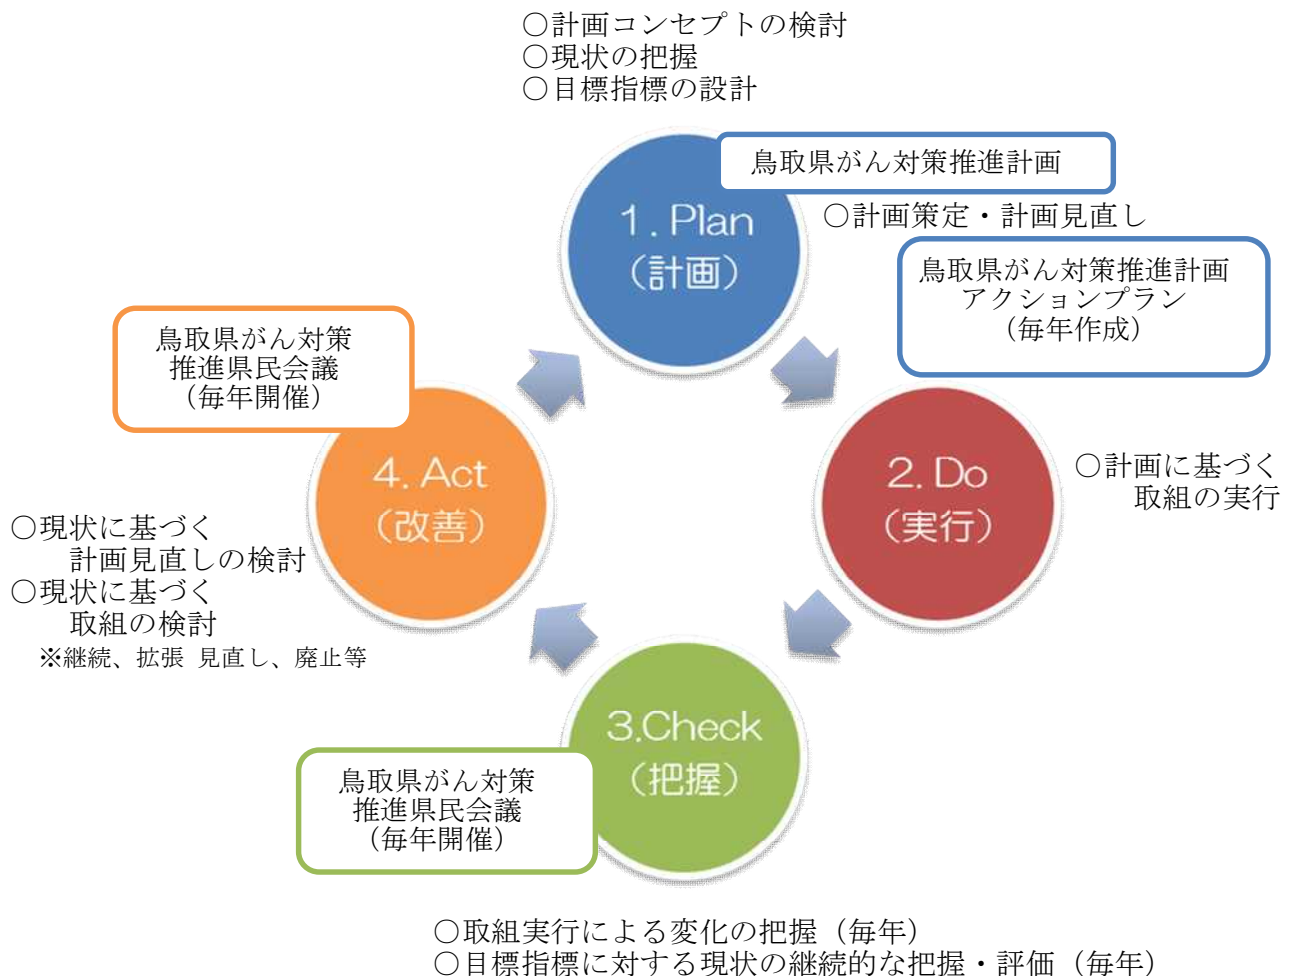 ○計画コンセプトの検討
○現状の把握
○目標指標の設計
鳥取県がん対策推進計画
1. Plan
(計画)
○計画策定・計画見直し
鳥取県がん対策推進計画
アクションプラン
(毎年作成)
鳥取県がん対策
推進県民会議
(毎年開催)
4. Act
(改善)
2. Do
(実行)
○計画に基づく
取組の実行
○現状に基づく
計画見直しの検討
○現状に基づく
取組の検討
※継続、拡張 見直し、廃止等
3.Check
(把握)
鳥取県がん対策
推進県民会議
(毎年開催)
○取組実行による変化の把握(毎年)
○目標指標に対する現状の継続的な把握・評価(毎年)